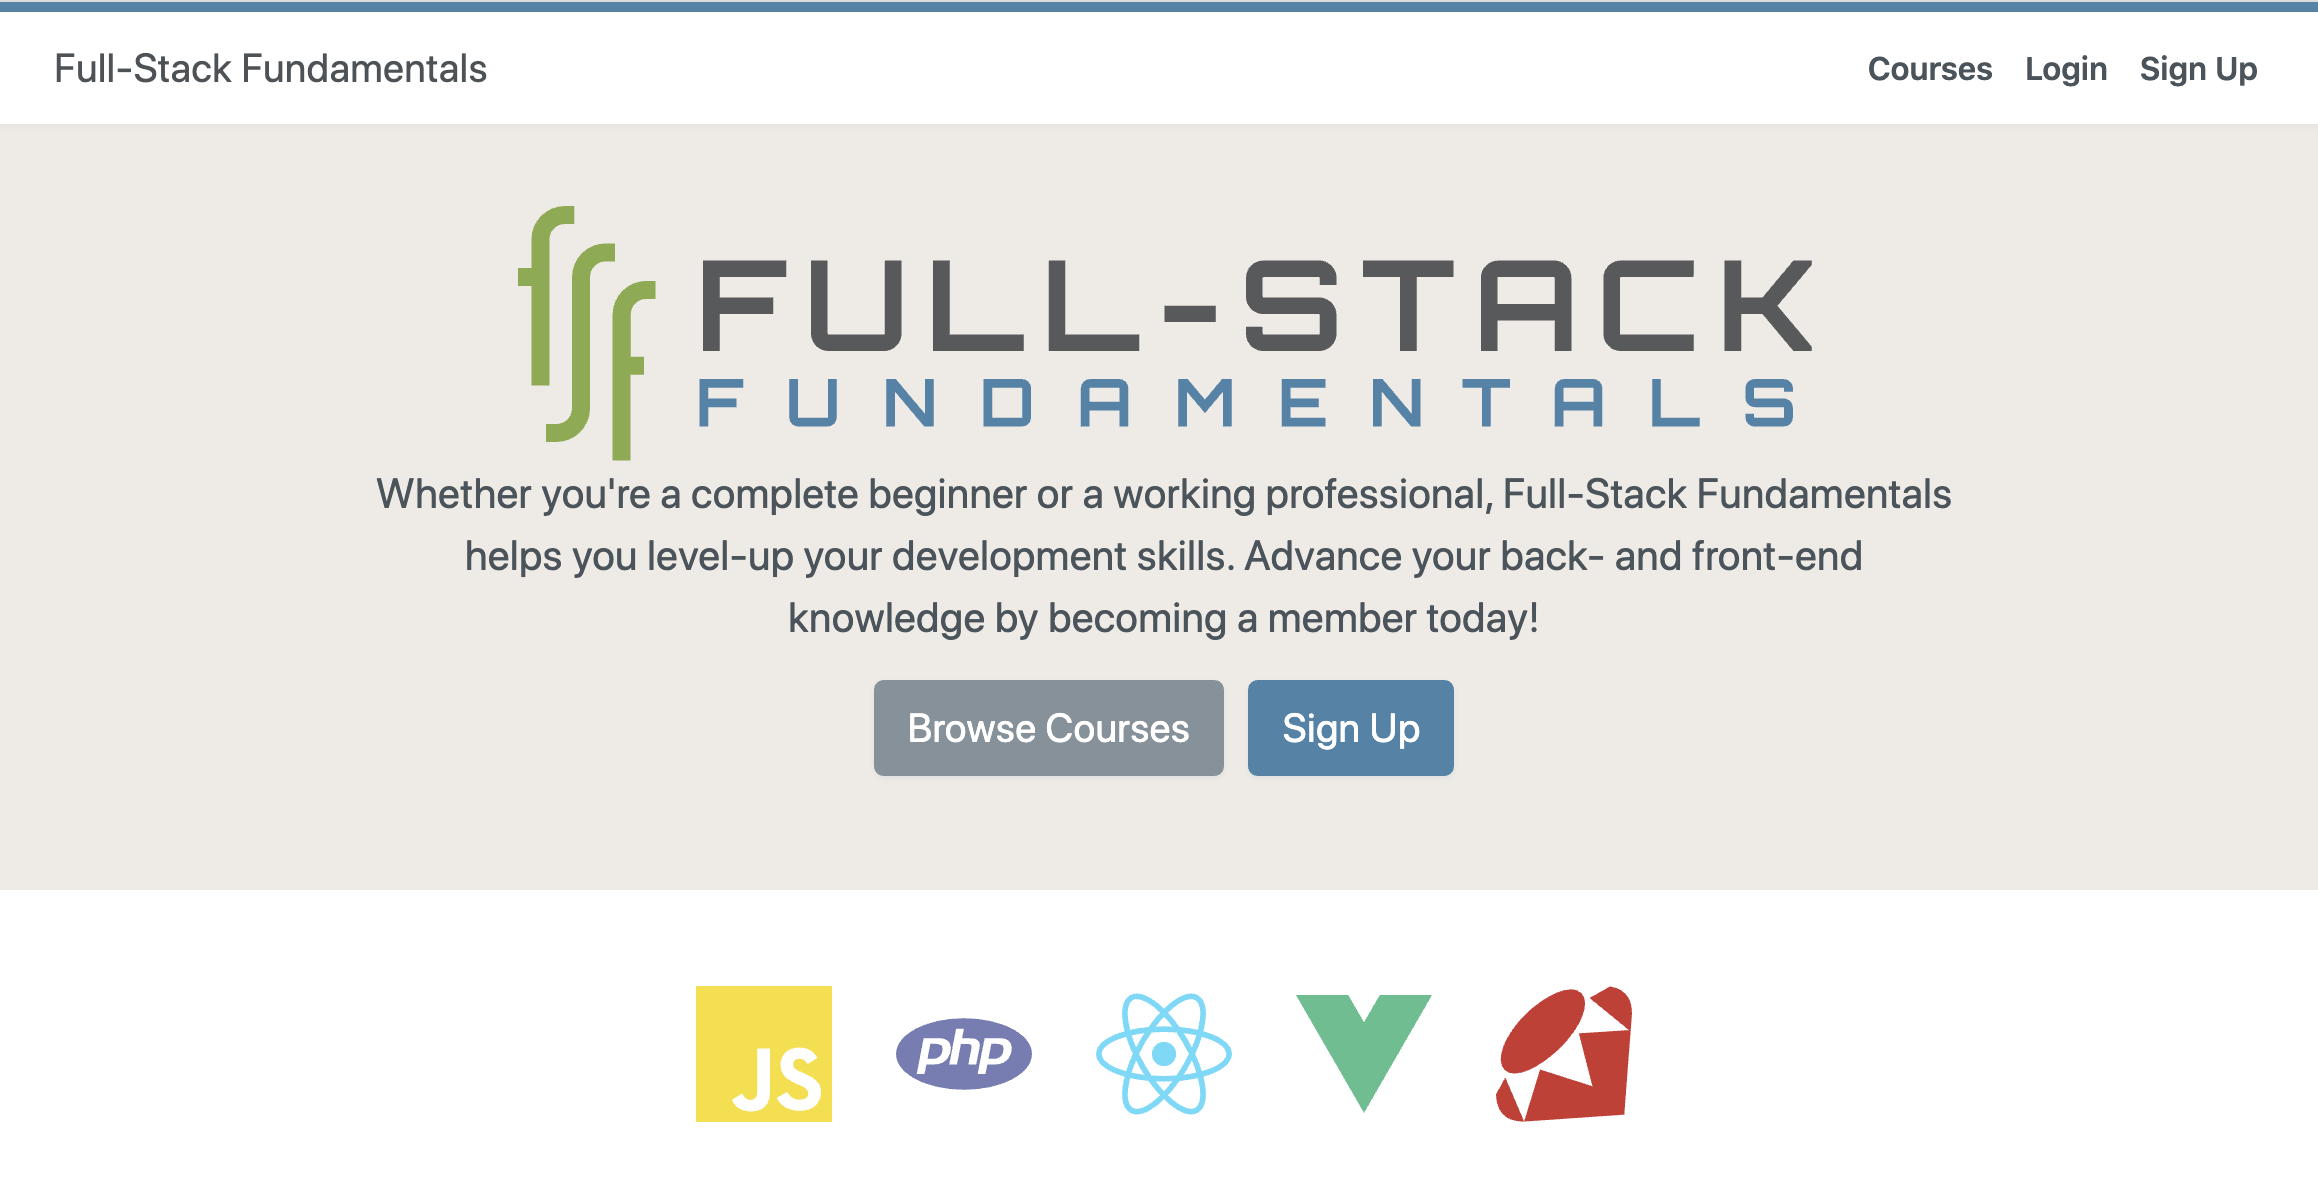 Full-Stack Fundamentals
Courses Login Sign Up
fsf
FULL-STACK
FUNDAMENTALS
Whether you're a complete beginner or a working professional, Full-Stack Fundamentals
helps you level-up your development skills. Advance your back- and front-end
knowledge by becoming a member today!
Browse Courses Sign Up
JS php